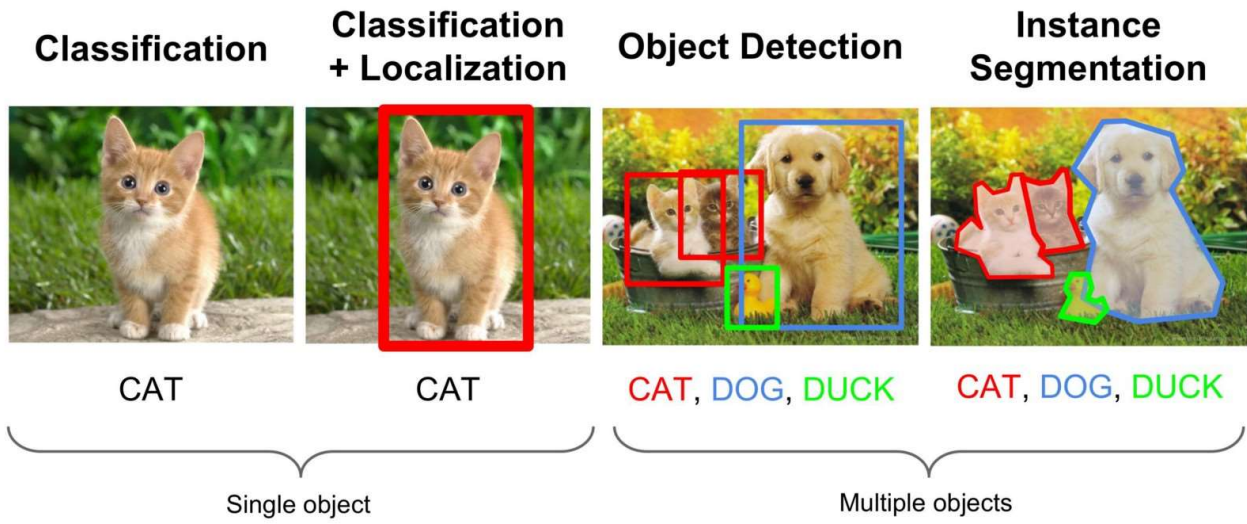 Classification
Classification
+ Localization
Object Detection
Instance
Segmentation
CAT
CAT
CAT, DOG, DUCK
CAT, DOG, DUCK
Single object
Multiple objects